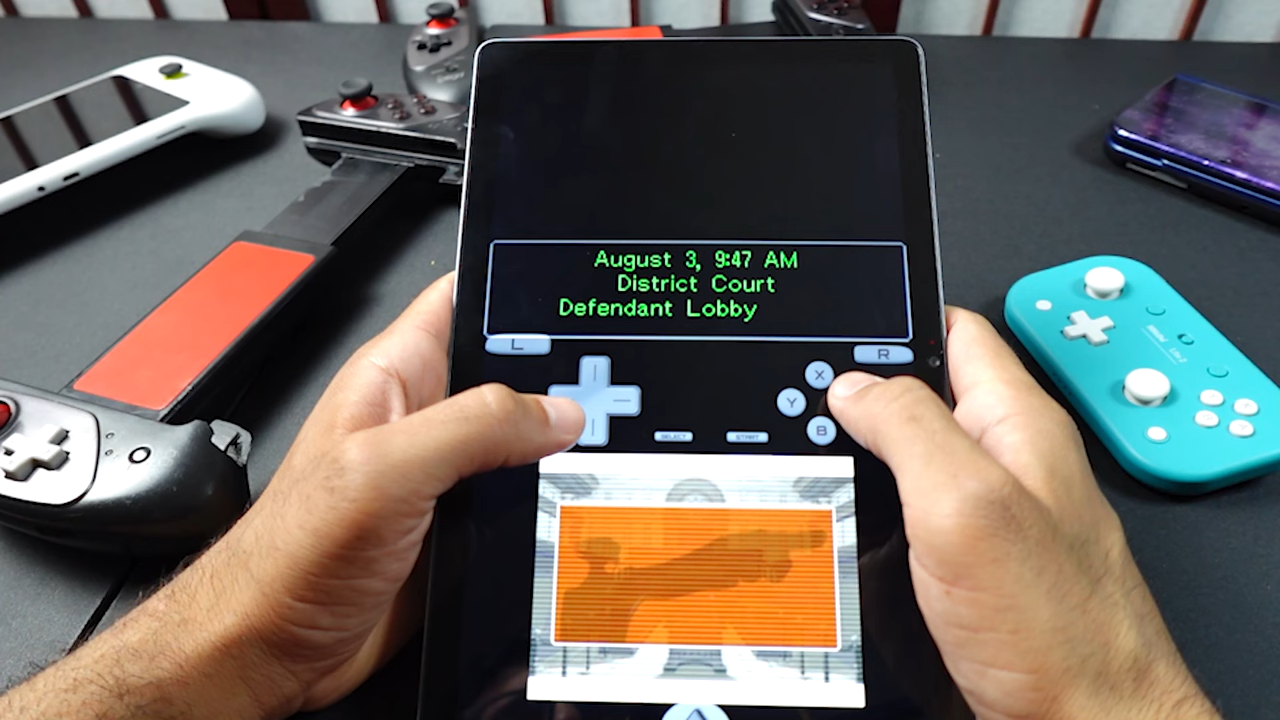 August 3, 9:47 AM
District Court
Defendant Lobby
L
R
X
Y
B
SELECT
START